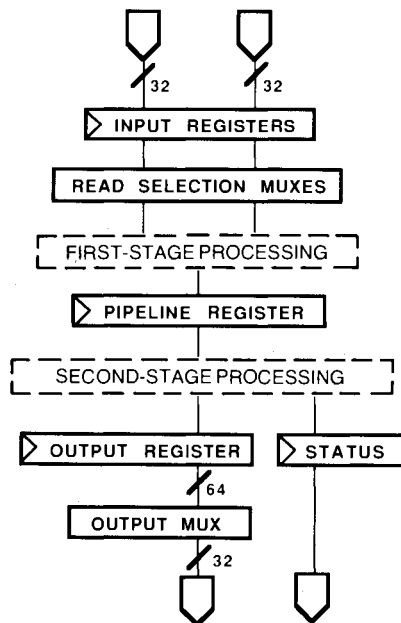 32 32
INPUT REGISTERS
READ SELECTION MUXES
FIRST-STAGE PROCESSING
PIPELINE REGISTER
SECOND-STAGE PROCESSING
OUTPUT REGISTER STATUS
64
OUTPUT MUX
32